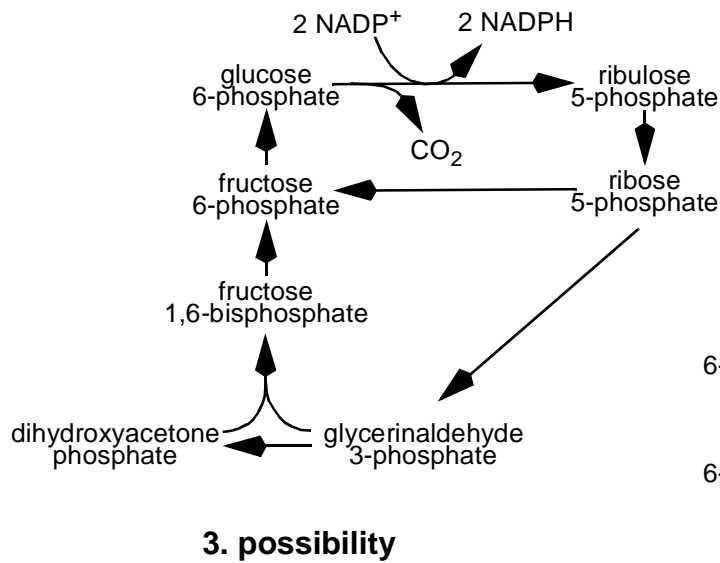 2 NADP+ 2 NADPH
glucose
6-phosphate
ribulose
5-phosphate
CO2
fructose
6-phosphate
ribose
5-phosphate
fructose
1,6-bisphosphate
6-
dihydroxyacetone
phosphate
glycerinaldehyde
3-phosphate
6-
3. possibility